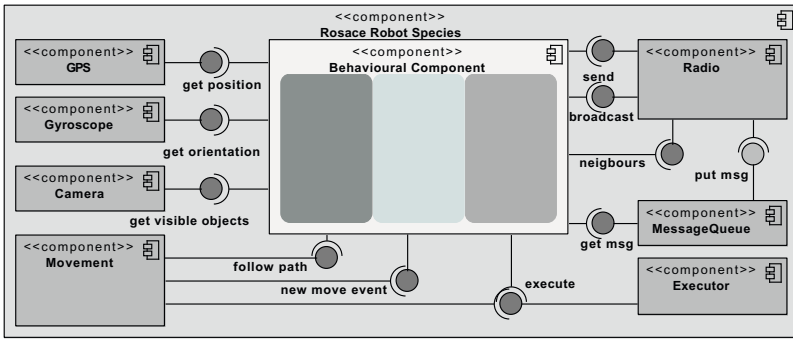 <<component>>
Rosace Robot Species
<<component>>
GPS
get position
<<component>>
Gyroscope
get orientation
<<component>>
Camera
get visible objects
<<component>>
Movement
<<component>>
Behavioural Component
follow path
new move event
execute
send
broadcast
neigbours
put msg
get msg
<<component>>
Radio
<<component>>
MessageQueue
<<component>>
Executor